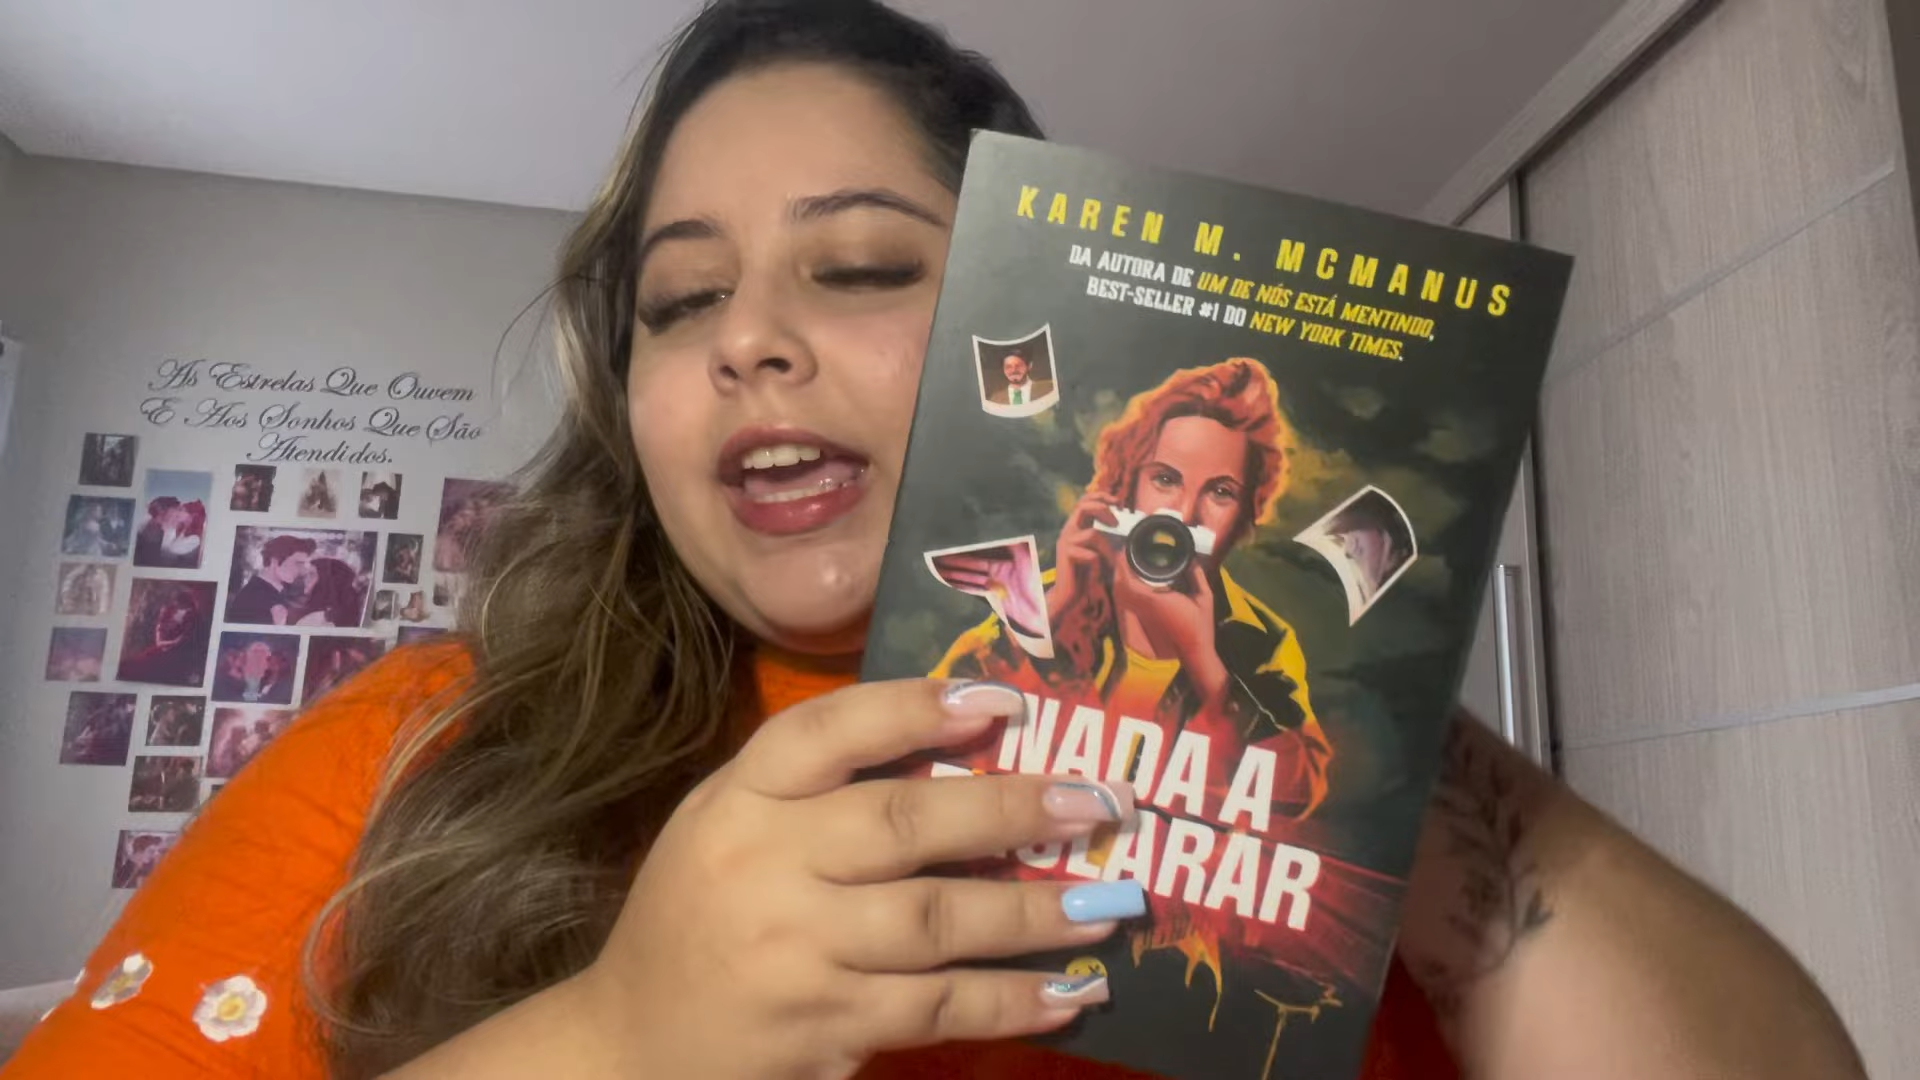 As Estrelas Que Ouvem
E Aos Sonhos Que São
Atendidos.
KAREN M. MCMANUS
DA AUTORA DE UM DE NÓS ESTÁ MENTINDO,
BEST-SELLER #1 DO NEW YORK TIMES.
NADA A